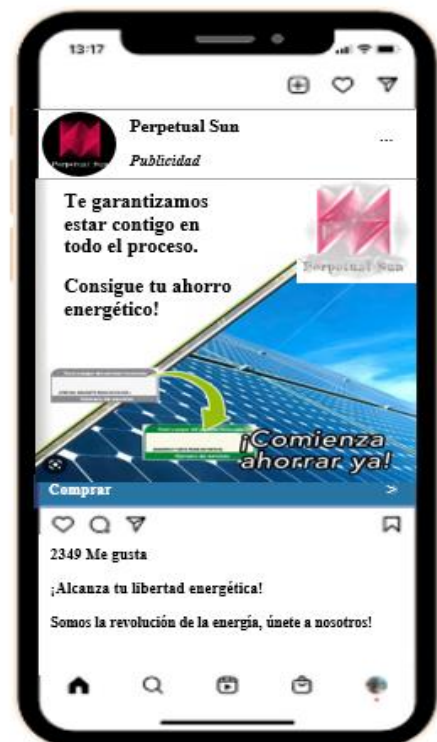 13:17
Perpetual Sun
...
Publicidad
Perpetual Sun
Te garantizamos
estar contigo en
todo el proceso.
Perpetual Sun
Consigue tu ahorro
energético!
¡Comienza
ahorrar ya!
Comprar >
2349 Me gusta
¡Alcanza tu libertad energética!
Somos la revolución de la energía, únete a nosotros!